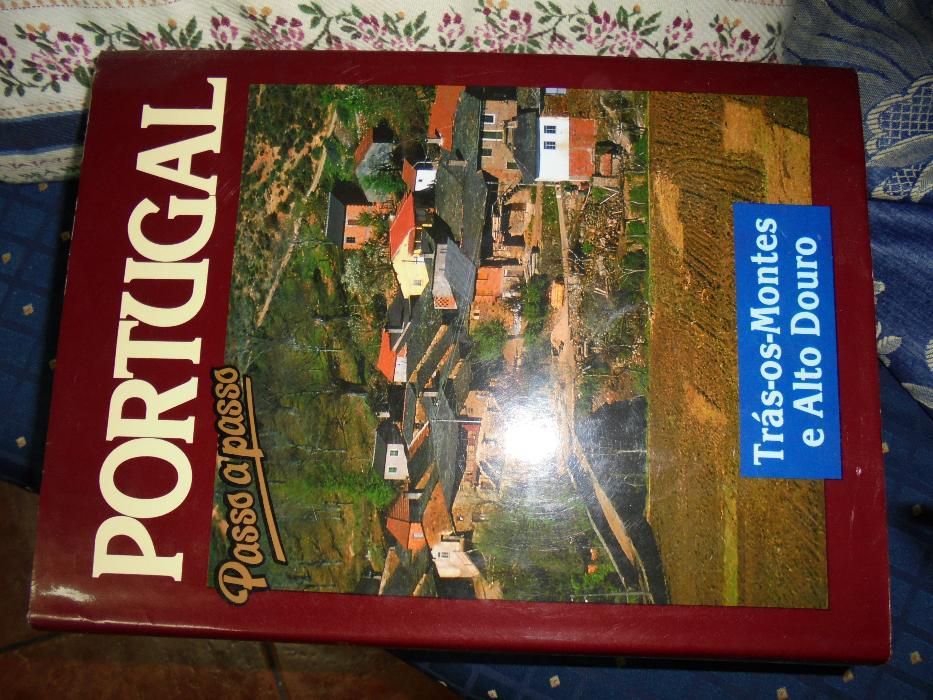 PORTUGAL
Passo a passo
Trás-os-Montes
e Alto Douro